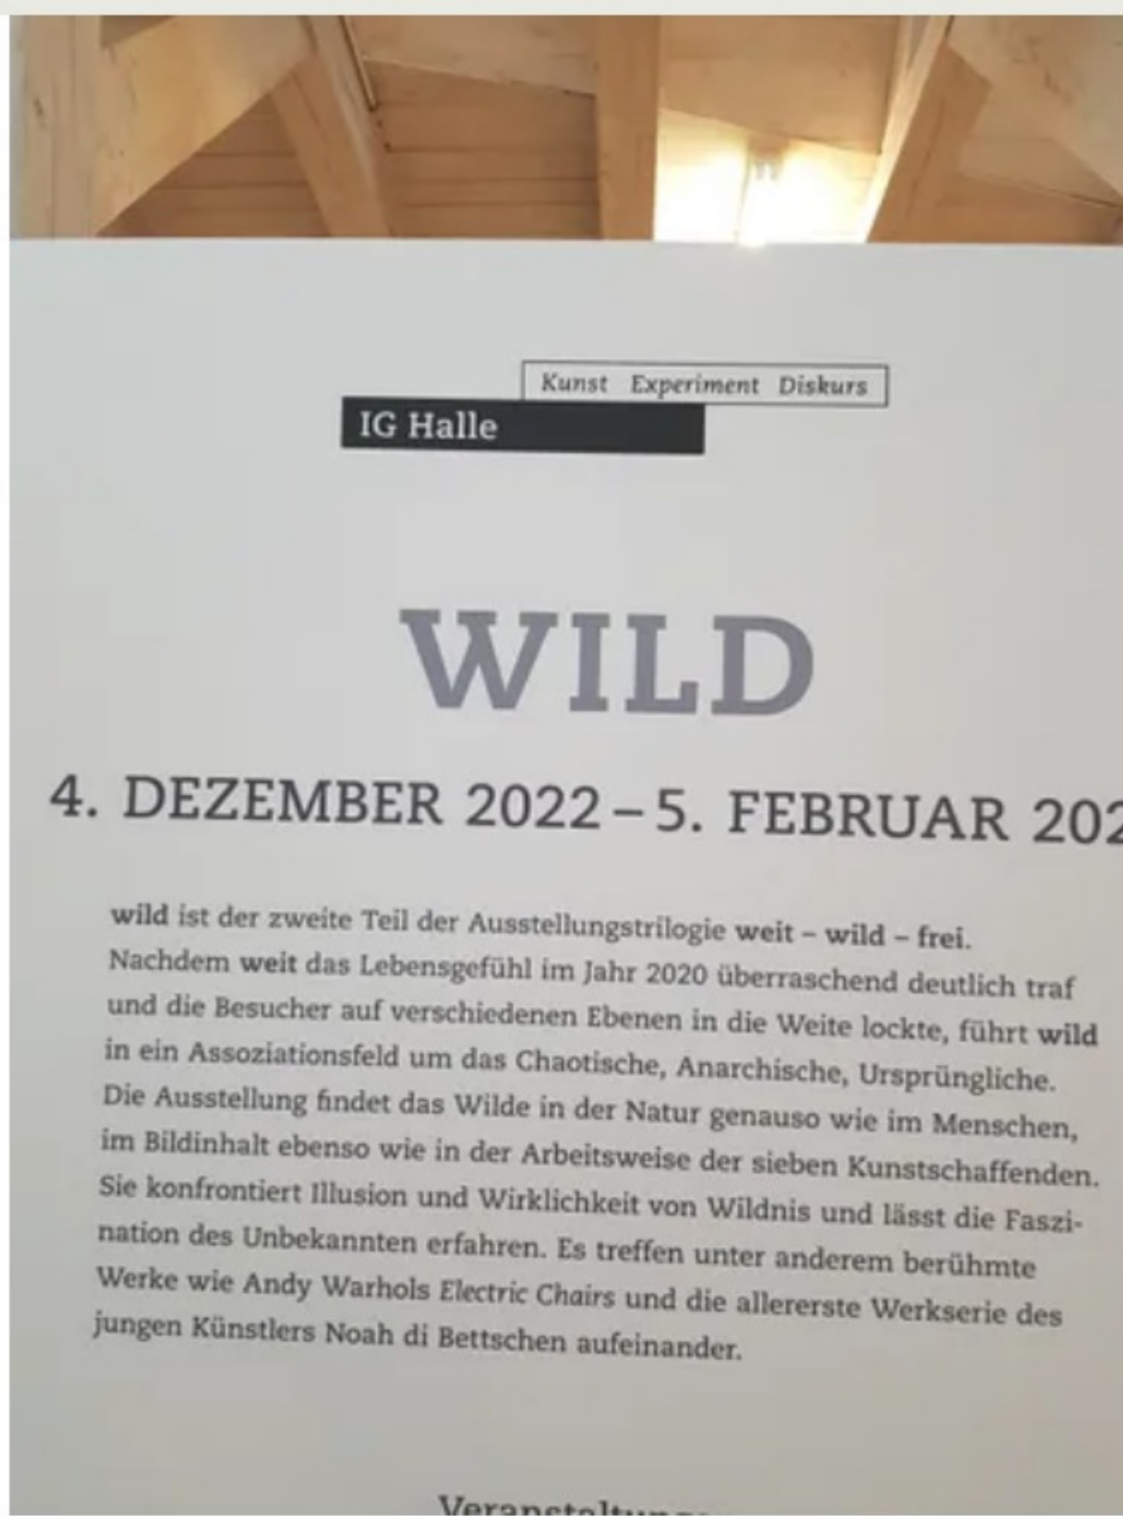 Kunst Experiment Diskurs
IG Halle
WILD
4. DEZEMBER 2022 – 5. FEBRUAR 202
wild ist der zweite Teil der Ausstellungstrilogie weit – wild – frei.
Nachdem weit das Lebensgefühl im Jahr 2020 überraschend deutlich traf
und die Besucher auf verschiedenen Ebenen in die Weite lockte, führt wild
in ein Assoziationsfeld um das Chaotische, Anarchische, Ursprüngliche.
Die Ausstellung findet das Wilde in der Natur genauso wie im Menschen,
im Bildinhalt ebenso wie in der Arbeitsweise der sieben Kunstschaffenden.
Sie konfrontiert Illusion und Wirklichkeit von Wildnis und lässt die Faszi-
nation des Unbekannten erfahren. Es treffen unter anderem berühmte
Werke wie Andy Warhols Electric Chairs und die allererste Werkserie des
jungen Künstlers Noah di Bettschen aufeinander.